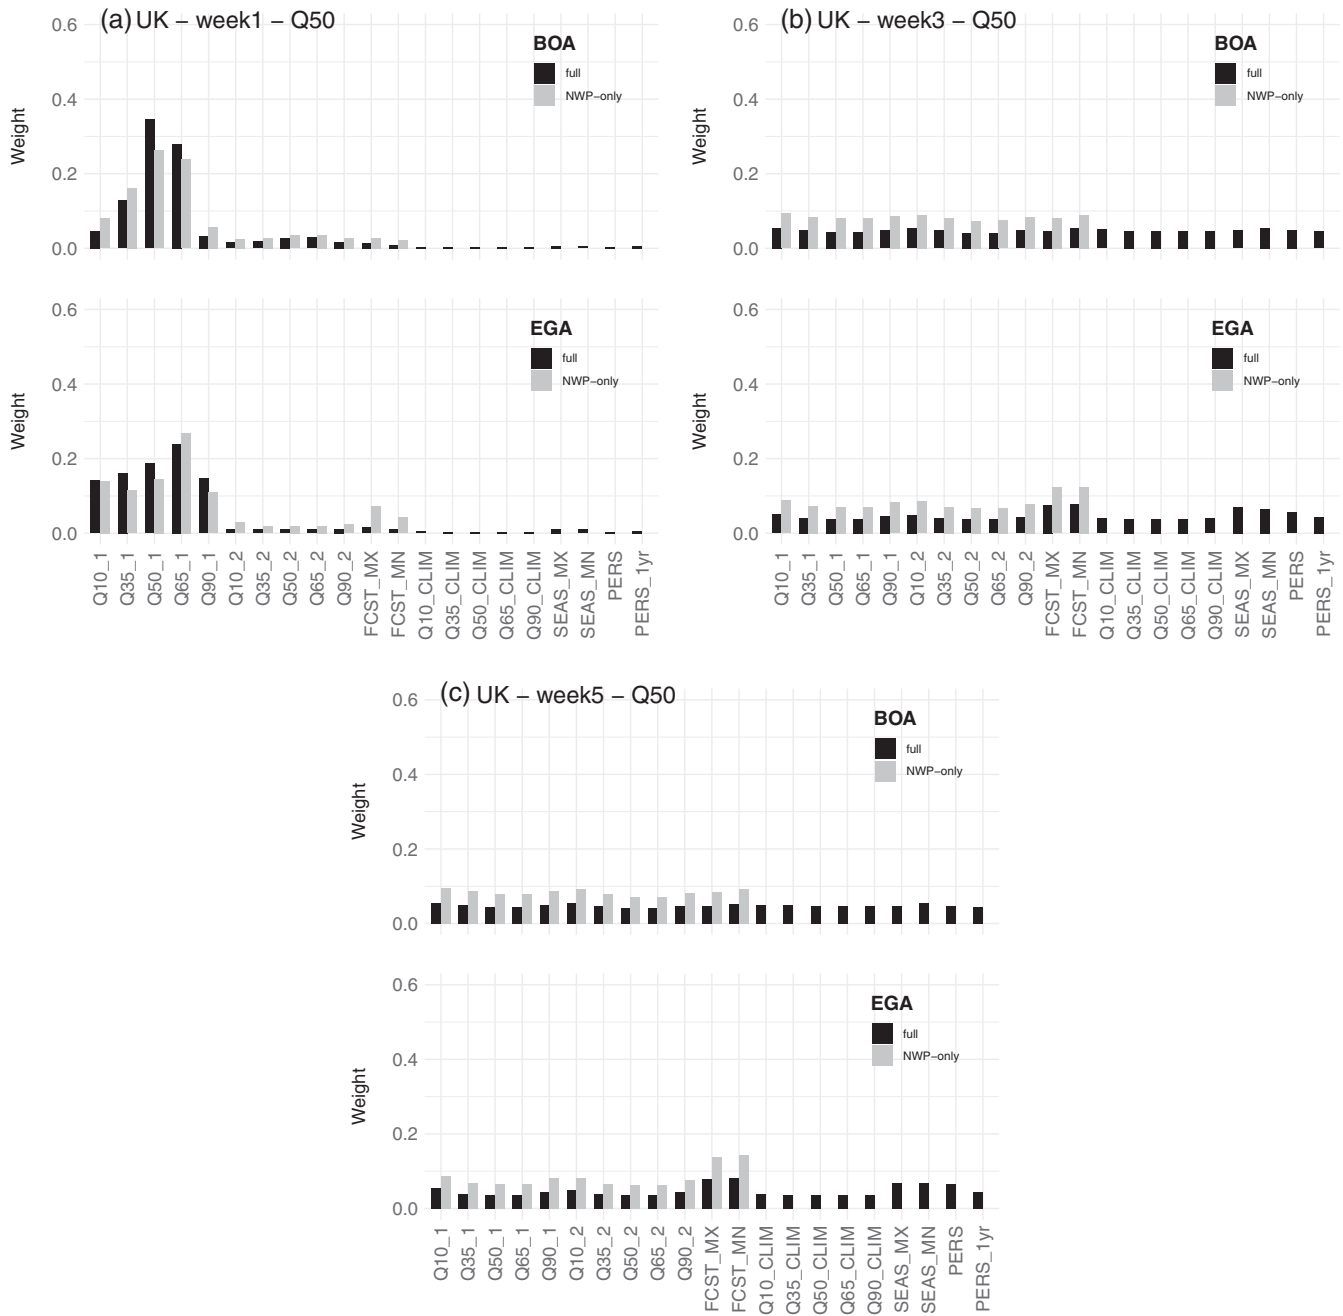 (a) UK – week1 – Q50
Weight
0.6
0.4
0.2
0.0
BOA
full
NWP–only
Weight
0.6
0.4
0.2
0.0
EGA
full
NWP–only
Q10_1
Q35_1
Q50_1
Q65_1
Q90_1
Q10_2
Q35_2
Q50_2
Q65_2
Q90_2
FCST_MX
FCST_MN
Q10_CLIM
Q35_CLIM
Q50_CLIM
Q65_CLIM
Q90_CLIM
SEAS_MX
SEAS_MN
PERS
PERS_1yr
(b) UK – week3 – Q50
Weight
0.6
0.4
0.2
0.0
BOA
full
NWP–only
Weight
0.6
0.4
0.2
0.0
EGA
full
NWP–only
Q10_1
Q35_1
Q50_1
Q65_1
Q90_1
Q10_2
Q35_2
Q50_2
Q65_2
Q90_2
FCST_MX
FCST_MN
Q10_CLIM
Q35_CLIM
Q50_CLIM
Q65_CLIM
Q90_CLIM
SEAS_MX
SEAS_MN
PERS
PERS_1yr
(c) UK – week5 – Q50
Weight
0.6
0.4
0.2
0.0
BOA
full
NWP–only
Weight
0.6
0.4
0.2
0.0
EGA
full
NWP–only
Q10_1
Q35_1
Q50_1
Q65_1
Q90_1
Q10_2
Q35_2
Q50_2
Q65_2
Q90_2
FCST_MX
FCST_MN
Q10_CLIM
Q35_CLIM
Q50_CLIM
Q65_CLIM
Q90_CLIM
SEAS_MX
SEAS_MN
PERS
PERS_1yr